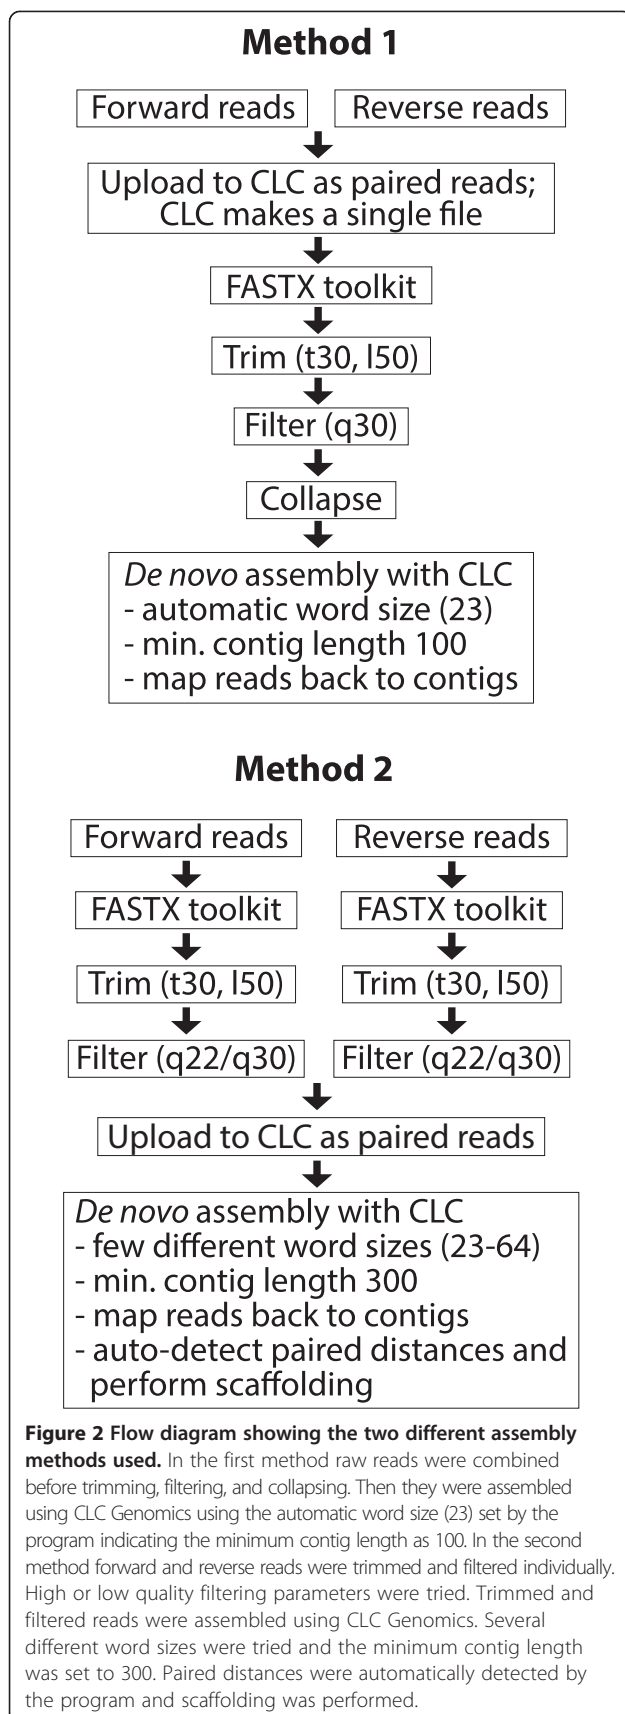 Method 1
Forward reads
Reverse reads
Upload to CLC as paired reads;
CLC makes a single file
FASTX toolkit
Trim (t30, l50)
Filter (q30)
Collapse
De novo assembly with CLC
- automatic word size (23)
- min. contig length 100
- map reads back to contigs
Method 2
Forward reads
Reverse reads
FASTX toolkit
FASTX toolkit
Trim (t30, l50)
Trim (t30, l50)
Filter (q22/q30)
Filter (q22/q30)
Upload to CLC as paired reads
De novo assembly with CLC
- few different word sizes (23-64)
- min. contig length 300
- map reads back to contigs
- auto-detect paired distances and
perform scaffolding
Figure 2 Flow diagram showing the two different assembly
methods used. In the first method raw reads were combined
before trimming, filtering, and collapsing. Then they were assembled
using CLC Genomics using the automatic word size (23) set by the
program indicating the minimum contig length as 100. In the second
method forward and reverse reads were trimmed and filtered individually.
High or low quality filtering parameters were tried. Trimmed and
filtered reads were assembled using CLC Genomics. Several
different word sizes were tried and the minimum contig length
was set to 300. Paired distances were automatically detected by
the program and scaffolding was performed.